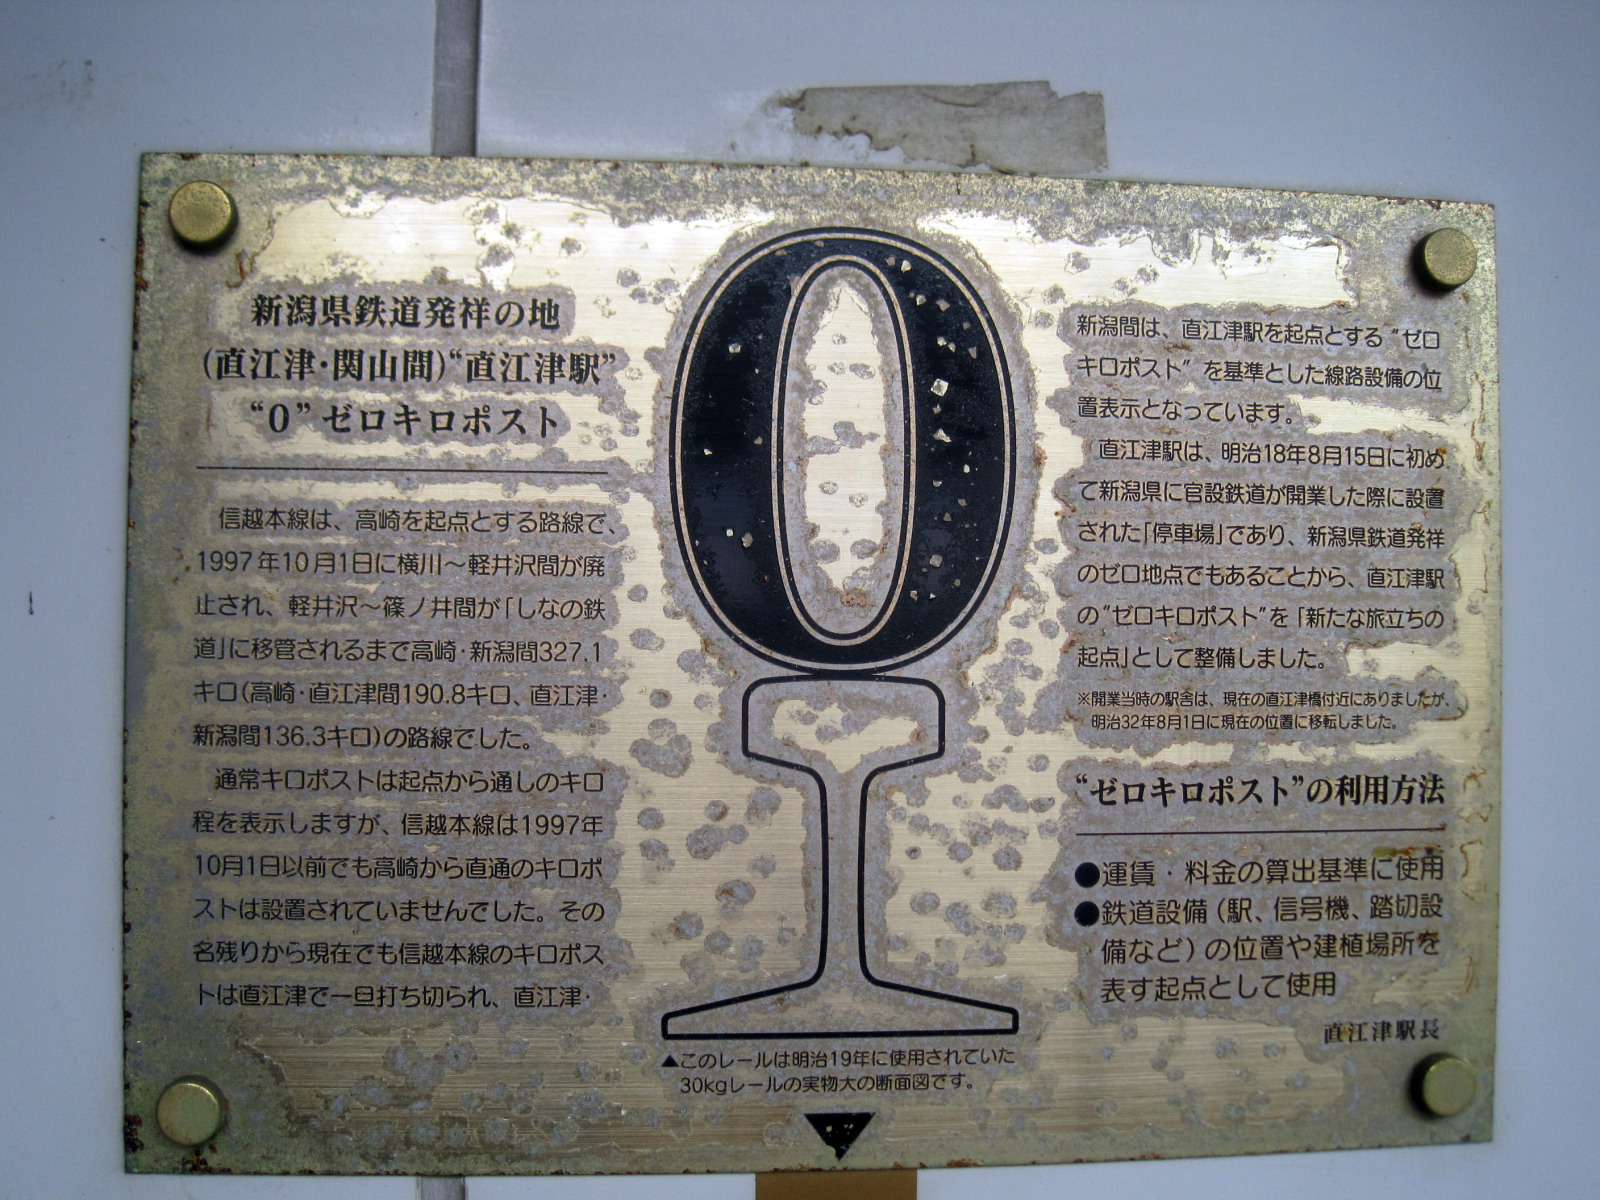 新潟県鉄道発祥の地
(直江津・関山間)“直江津駅”
“0”ゼロキロポスト
信越本線は、高崎を起点とする路線で、
1997年10月1日に横川～軽井沢間が廃
止され、軽井沢～篠ノ井間が「しなの鉄
道」に移管されるまで高崎・新潟間327.1
キロ(高崎・直江津間190.8キロ、直江津・
新潟間136.3キロ)の路線でした。
通常キロポストは起点から通しのキロ
程を表示しますが、信越本線は1997年
10月1日以前でも高崎から直通のキロポ
ストは設置されていませんでした。その
名残りから現在でも信越本線のキロポス
トは直江津で一旦打ち切られ、直江津・
0
▲このレールは明治19年に使用されていた
30kgレールの実物大の断面図です。
新潟間は、直江津駅を起点とする“ゼロ
キロポスト”を基準とした線路設備の位
置表示となっています。
直江津駅は、明治18年8月15日に初め
て新潟県に官設鉄道が開業した際に設置
された「停車場」であり、新潟県鉄道発祥
のゼロ地点でもあることから、直江津駅
の“ゼロキロポスト”を「新たな旅立ちの
起点」として整備しました。
※開業当時の駅舎は、現在の直江津橋付近にありましたが、
明治32年8月1日に現在の位置に移転しました。
“ゼロキロポスト”の利用方法
●運賃・料金の算出基準に使用
●鉄道設備(駅、信号機、踏切設
備など)の位置や建植場所を
表す起点として使用
直江津駅長